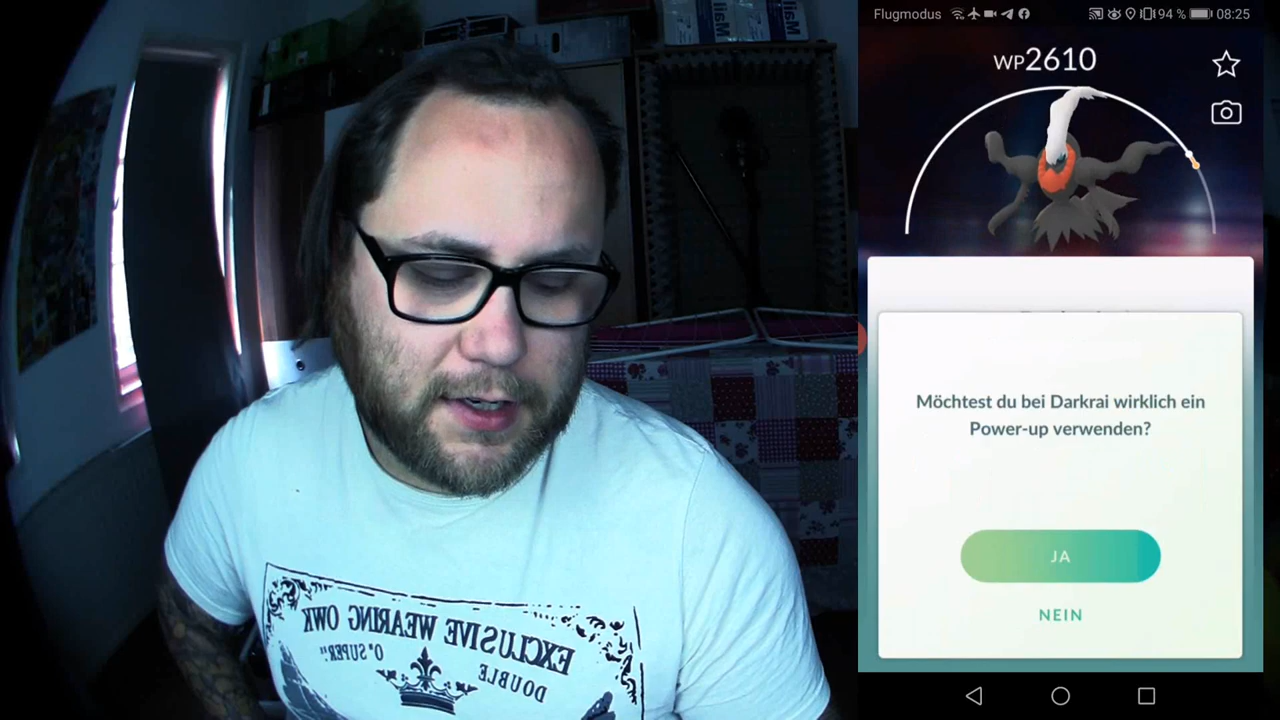 Flugmodus 94 % 08:25
WP2610
Möchtest du bei Darkrai wirklich ein
Power-up verwenden?
JA
NEIN
EXCLUSIVE WEARING OWK
O° SUPER"
DOUBLE
Mail